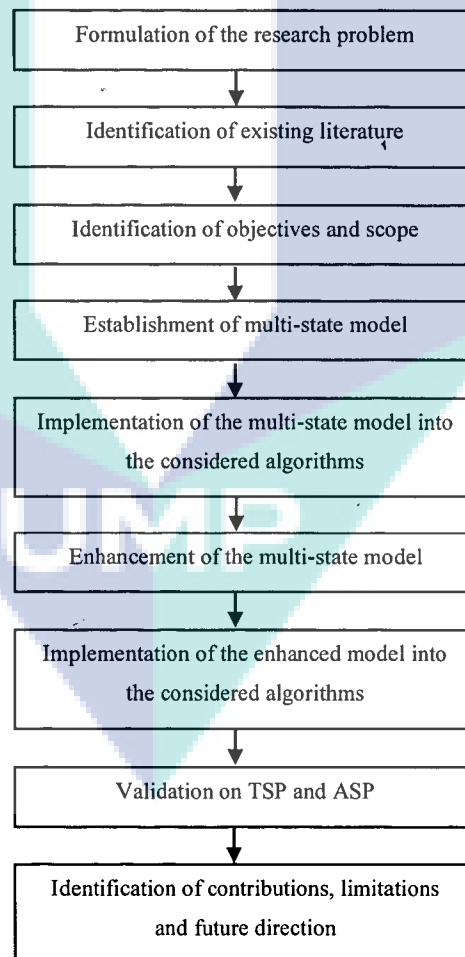 Formulation of the research problem
Identification of existing literature
Identification of objectives and scope
Establishment of multi-state model
Implementation of the multi-state model into
the considered algorithms
UMP
Enhancement of the multi-state model
Implementation of the enhanced model into
the considered algorithms
Validation on TSP and ASP
Identification of contributions, limitations
and future direction